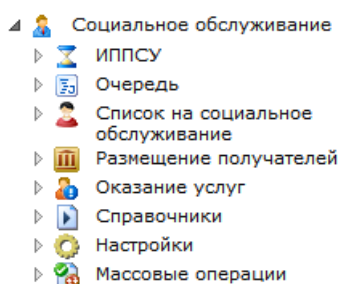 Социальное обслуживание
ИППСУ
Очередь
Список на социальное
обслуживание
Размещение получателей
Оказание услуг
Справочники
Настройки
Массовые операции